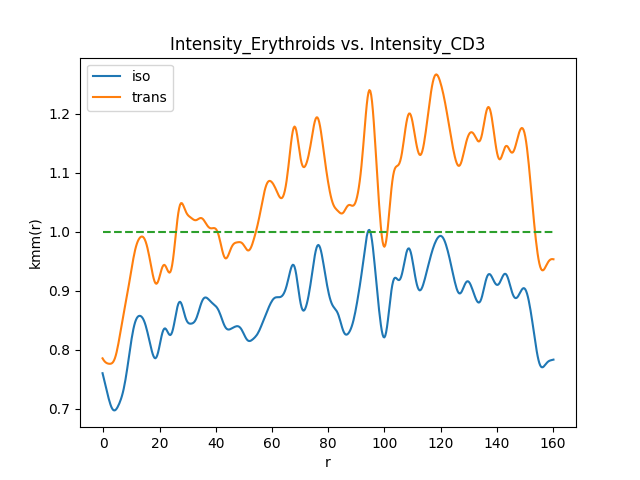 Intensity_Erythroids vs. Intensity_CD3
iso
trans
kmm(r)
1.2
1.1
1.0
0.9
0.8
0.7
0 20 40 60 80 100 120 140 160
r